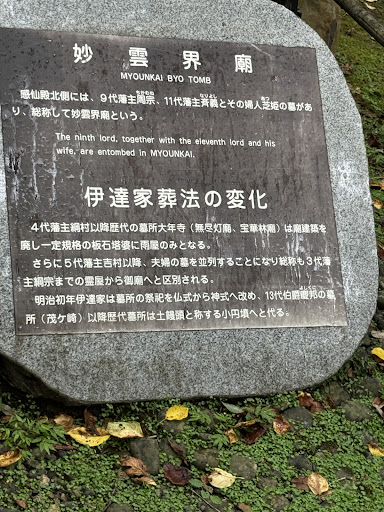 妙雲界廟
MYOUNKAI BYO TOMB
感仙殿北側には、9代藩主周宗、11代藩主斉義とその婦人芝姫の墓があ
り、総称して妙雲界廟という。
The ninth lord, together with the eleventh lord and his
wife, are entombed in MYOUNKAI.
伊達家葬法の変化
4代藩主綱村以降歴代の墓所大年寺（無尽灯廟、宝華林廟）は廟建築を
廃し一定規格の板石塔婆に雨屋のみとなる。
さらに5代藩主吉村以降、夫婦の墓を並列することになり総称も3代藩
主綱宗までの霊屋から御廟へと区別される。
明治初年伊達家は墓所の祭祀を仏式から神式へ改め、13代伯爵慶邦の墓
所（茂ケ崎）以降歴代墓所は土饅頭と称する小円墳へと代る。